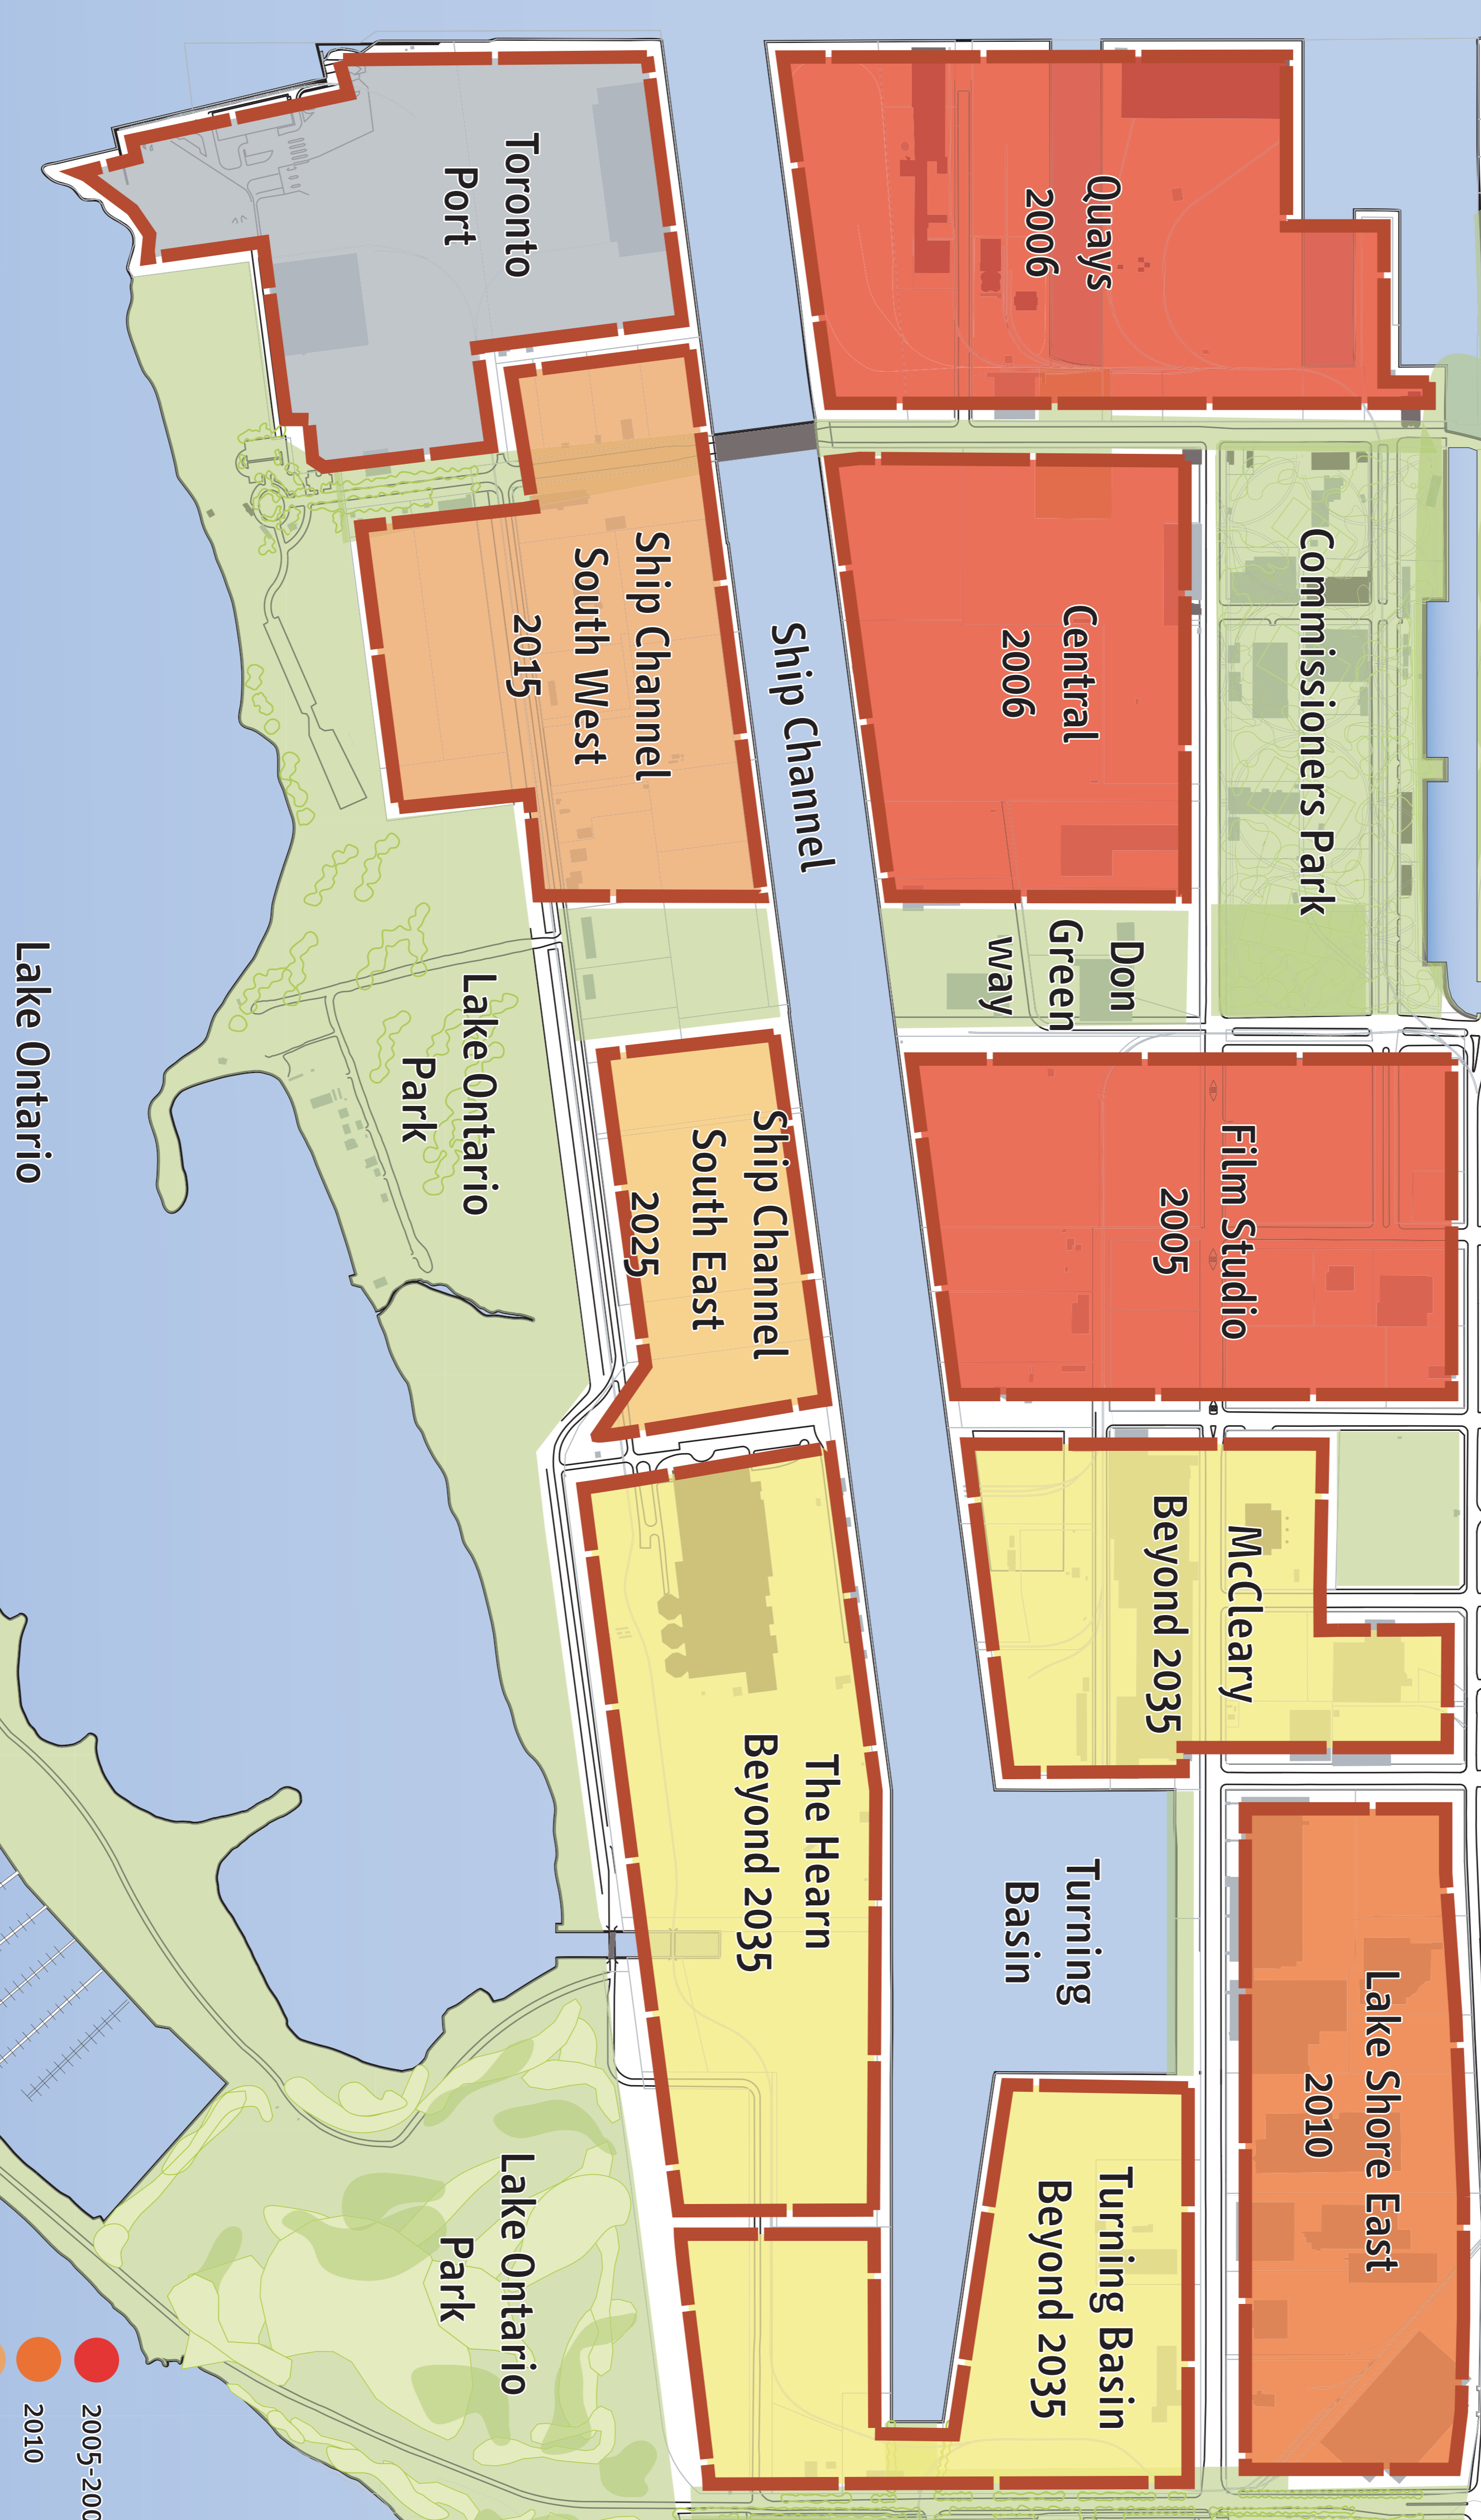 Quays
2006
Commissioners Park
Central
2006
Don
Green
way
Film Studio
2005
McCleary
Beyond 2035
Lake Shore East
2010
Turning
Basin
Turning Basin
Beyond 2035
Ship Channel
Toronto
Port
Ship Channel
South West
2015
Ship Channel
South East
2025
The Hearn
Beyond 2035
Lake Ontario
Park
Lake Ontario
Park
Lake Ontario
2005-200
2010